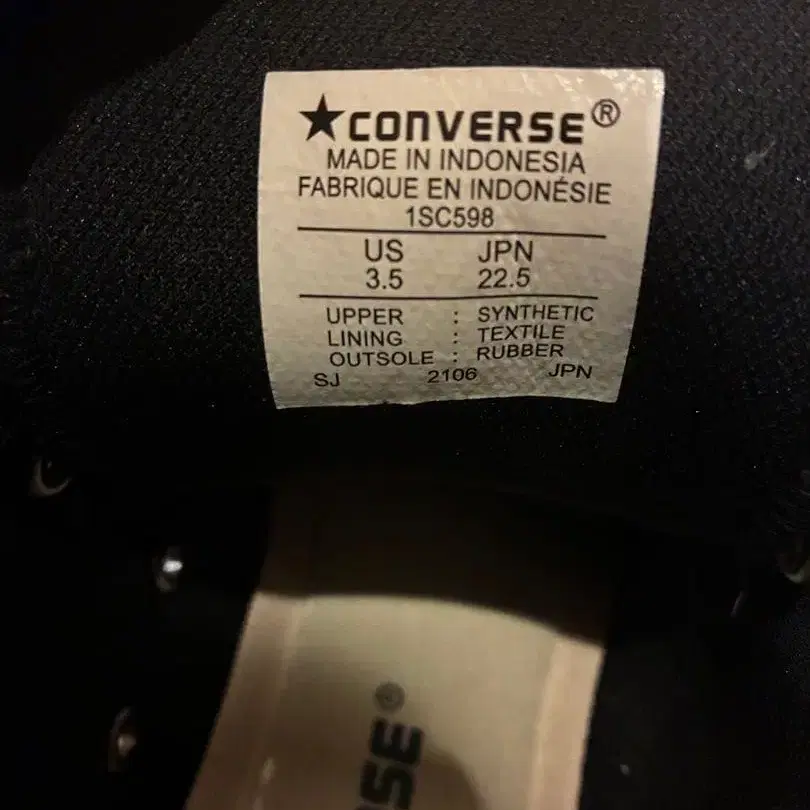 ★CONVERSE®
MADE IN INDONESIA
FABRIQUE EN INDONÉSIE
1SC598
US JPN
3.5 22.5
UPPER : SYNTHETIC
LINING : TEXTILE
OUTSOLE : RUBBER
SJ 2106 JPN